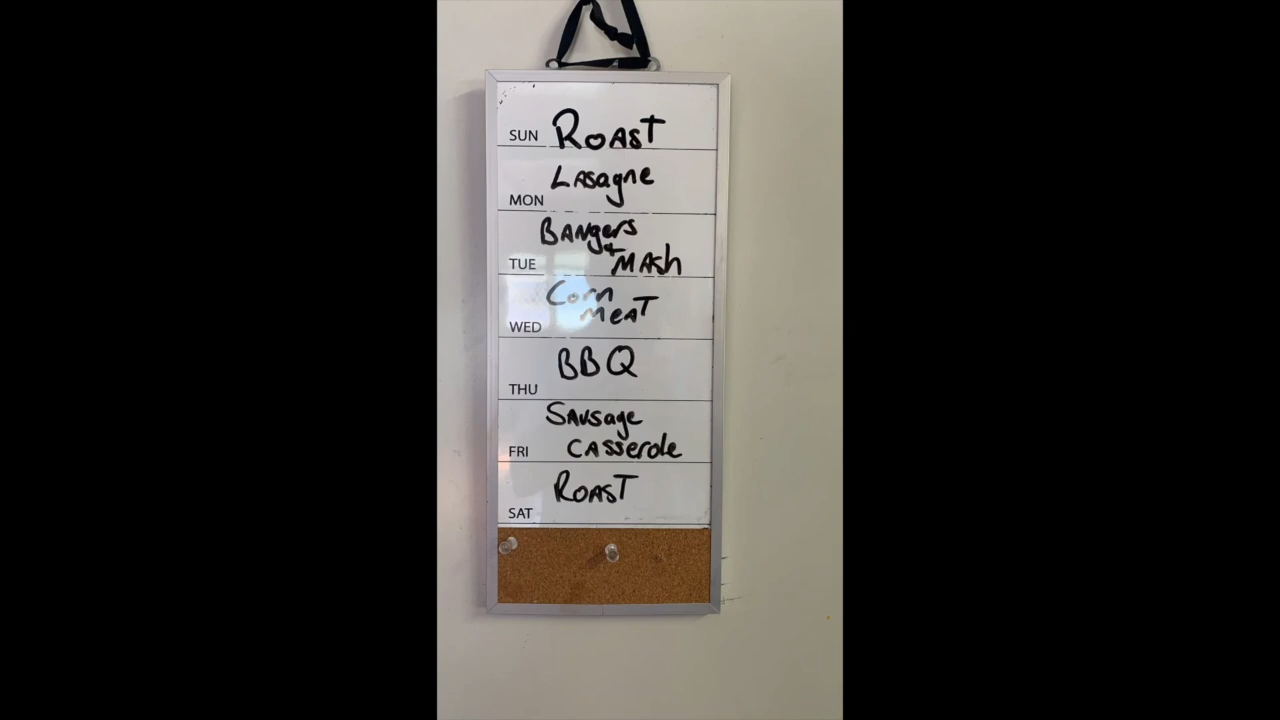 SUN ROAST
LASAgne
MON
BANgers
+
TUE MASh
Corn
meAT
WED
BBQ
THU
SAUSage
FRI CASSerole
ROAST
SAT